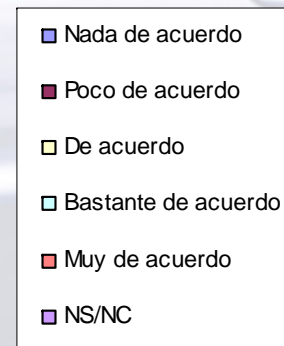 Nada de acuerdo
Poco de acuerdo
De acuerdo
Bastante de acuerdo
Muy de acuerdo
NS/NC